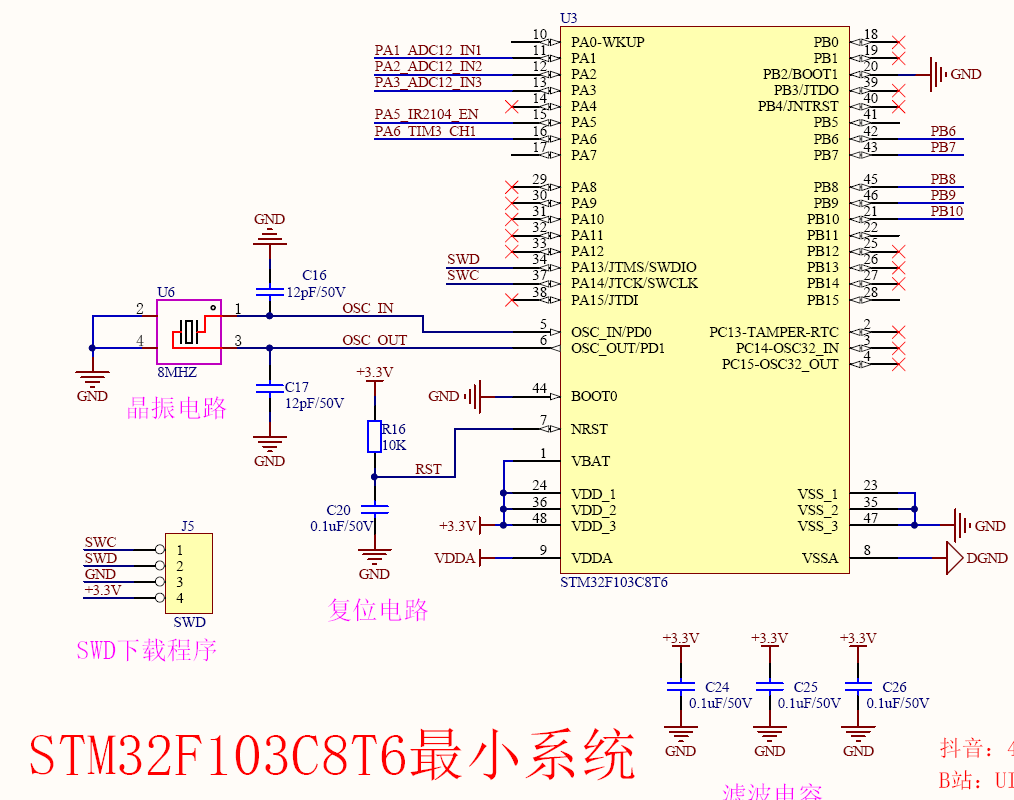 U3
10 PA0-WKUP
PA1_ADC12_IN1 11 PA1
PA2_ADC12_IN2 12 PA2
PA3_ADC12_IN3 13 PA3
14 PA4
PA5_IR2104_EN 15 PA5
PA6_TIM3_CH1 16 PA6
17 PA7
29 PA8
30 PA9
31 PA10
32 PA11
33 PA12
SWD 34 PA13/JTMS/SWDIO
SWC 37 PA14/JTCK/SWCLK
38 PA15/JTDI
OSC_IN 5 OSC_IN/PD0
OSC_OUT 6 OSC_OUT/PD1
GND 44 BOOT0
7 NRST
1 VBAT
24 VDD_1
36 VDD_2
+3.3V 48 VDD_3
VDDA 9 VDDA
PB0 18
PB1 19
PB2/BOOT1 20 GND
PB3/JTDO 39
PB4/JNTRST 40
PB5 41
PB6 42 PB6
PB7 43 PB7
PB8 45 PB8
PB9 46 PB9
PB10 21 PB10
PB11 22
PB12 25
PB13 26
PB14 27
PB15 28
PC13-TAMPER-RTC 2
PC14-OSC32_IN 3
PC15-OSC32_OUT 4
VSS_1 23
VSS_2 35
VSS_3 47 GND
VSSA 8 DGND
STM32F103C8T6
GND
C16
12pF/50V
U6
2 1
4 3
8MHZ
GND
C17
12pF/50V
GND
晶振电路
+3.3V
R16
10K
RST
C20
0.1uF/50V
GND
复位电路
J5
SWC 1
SWD 2
GND 3
+3.3V 4
SWD
SWD下载程序
+3.3V +3.3V +3.3V
C24 C25 C26
0.1uF/50V 0.1uF/50V 0.1uF/50V
GND GND GND
滤波电容
STM32F103C8T6最小系统
抖音：4
B站：UI